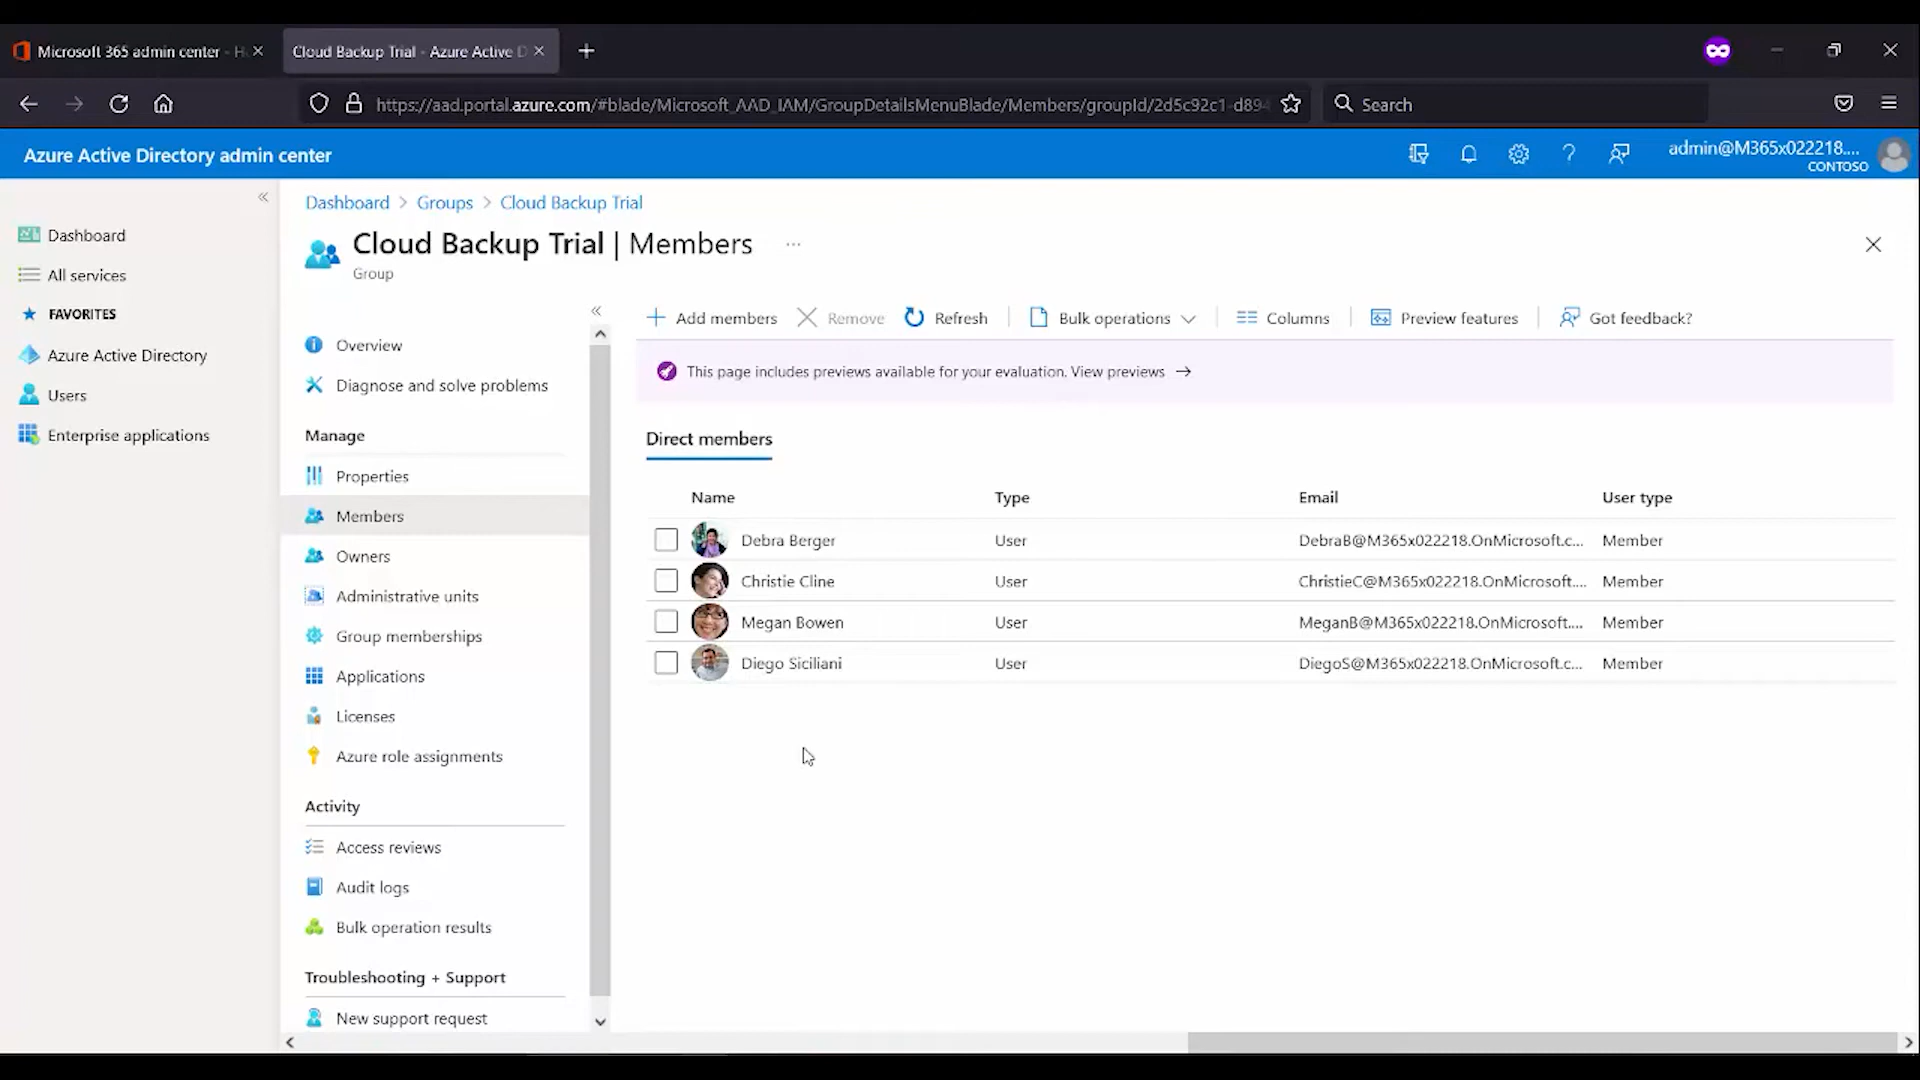 Microsoft 365 admin center - H
Cloud Backup Trial - Azure Active D
https://aad.portal.azure.com/#blade/Microsoft_AAD_IAM/GroupDetailsMenuBlade/Members/groupId/2d5c92c1-d894
Search
Azure Active Directory admin center
admin@M365x022218....
CONTOSO
Dashboard
All services
FAVORITES
Azure Active Directory
Users
Enterprise applications
Dashboard > Groups > Cloud Backup Trial
Cloud Backup Trial | Members ...
Group
Overview
Diagnose and solve problems
Manage
Properties
Members
Owners
Administrative units
Group memberships
Applications
Licenses
Azure role assignments
Activity
Access reviews
Audit logs
Bulk operation results
Troubleshooting + Support
New support request
Add members Remove Refresh Bulk operations Columns Preview features Got feedback?
This page includes previews available for your evaluation. View previews →
Direct members
Name Type Email User type
Debra Berger User DebraB@M365x022218.OnMicrosoft.c... Member
Christie Cline User ChristieC@M365x022218.OnMicrosoft.... Member
Megan Bowen User MeganB@M365x022218.OnMicrosoft.... Member
Diego Siciliani User DiegoS@M365x022218.OnMicrosoft.c... Member